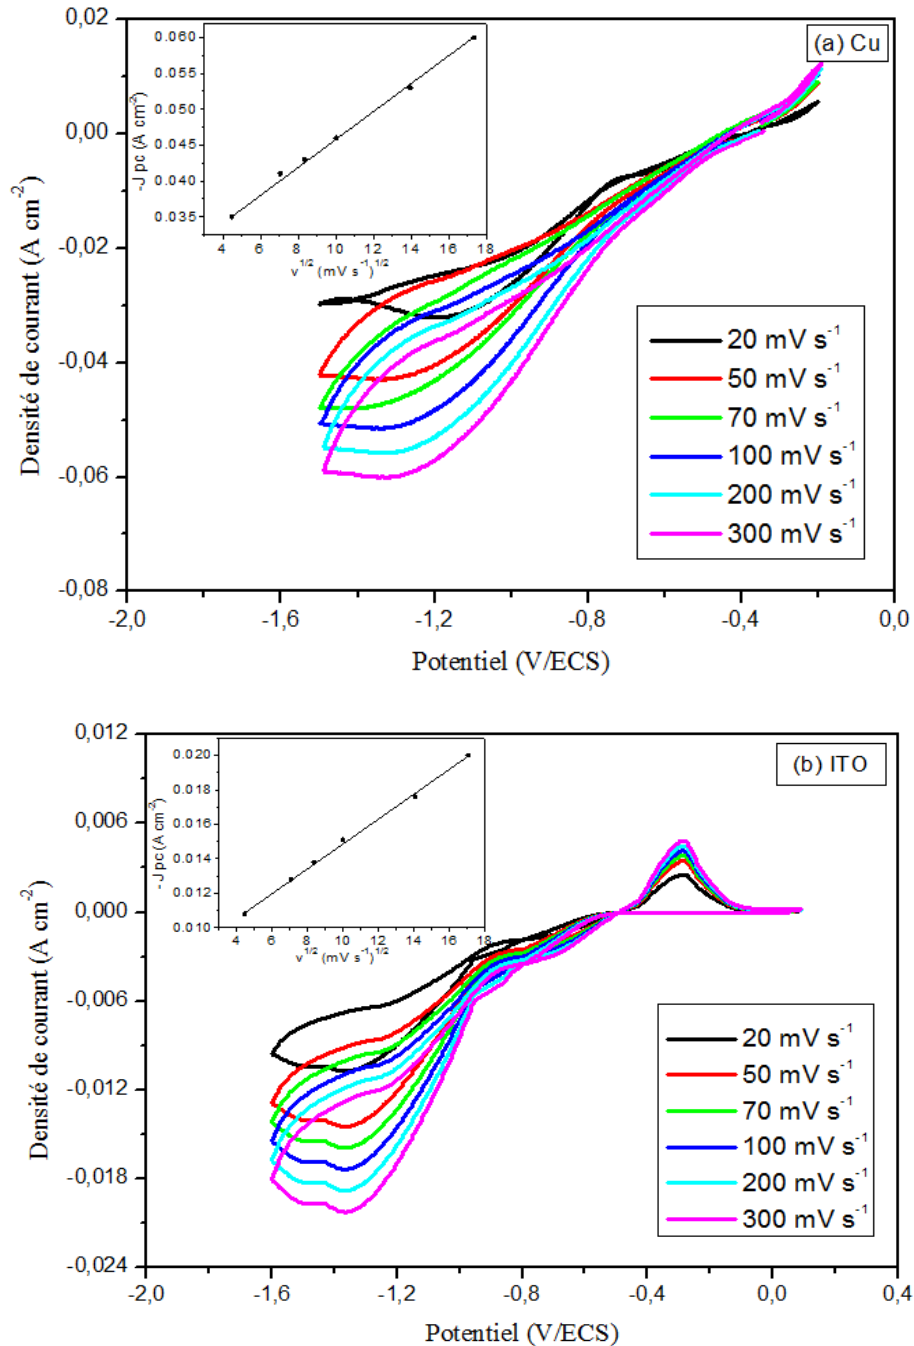 (a) Cu
0,02
0,00
-0,02
-0,04
-0,06
-0,08
Densité de courant (A cm-2)
-2,0 -1,6 -1,2 -0,8 -0,4 0,0
Potentiel (V/ECS)
0.060
0.055
0.050
0.045
0.040
0.035
-J pc (A cm-2)
4 6 8 10 12 14 16 18
v1/2 (mV s-1)1/2
20 mV s-1
50 mV s-1
70 mV s-1
100 mV s-1
200 mV s-1
300 mV s-1
(b) ITO
0,012
0,006
0,000
-0,006
-0,012
-0,018
-0,024
Densité de courant (A cm-2)
-2,0 -1,6 -1,2 -0,8 -0,4 0,0 0,4
Potentiel (V/ECS)
0.020
0.018
0.016
0.014
0.012
0.010
-J pc (A cm-2)
4 6 8 10 12 14 16 18
v1/2 (mV s-1)1/2
20 mV s-1
50 mV s-1
70 mV s-1
100 mV s-1
200 mV s-1
300 mV s-1